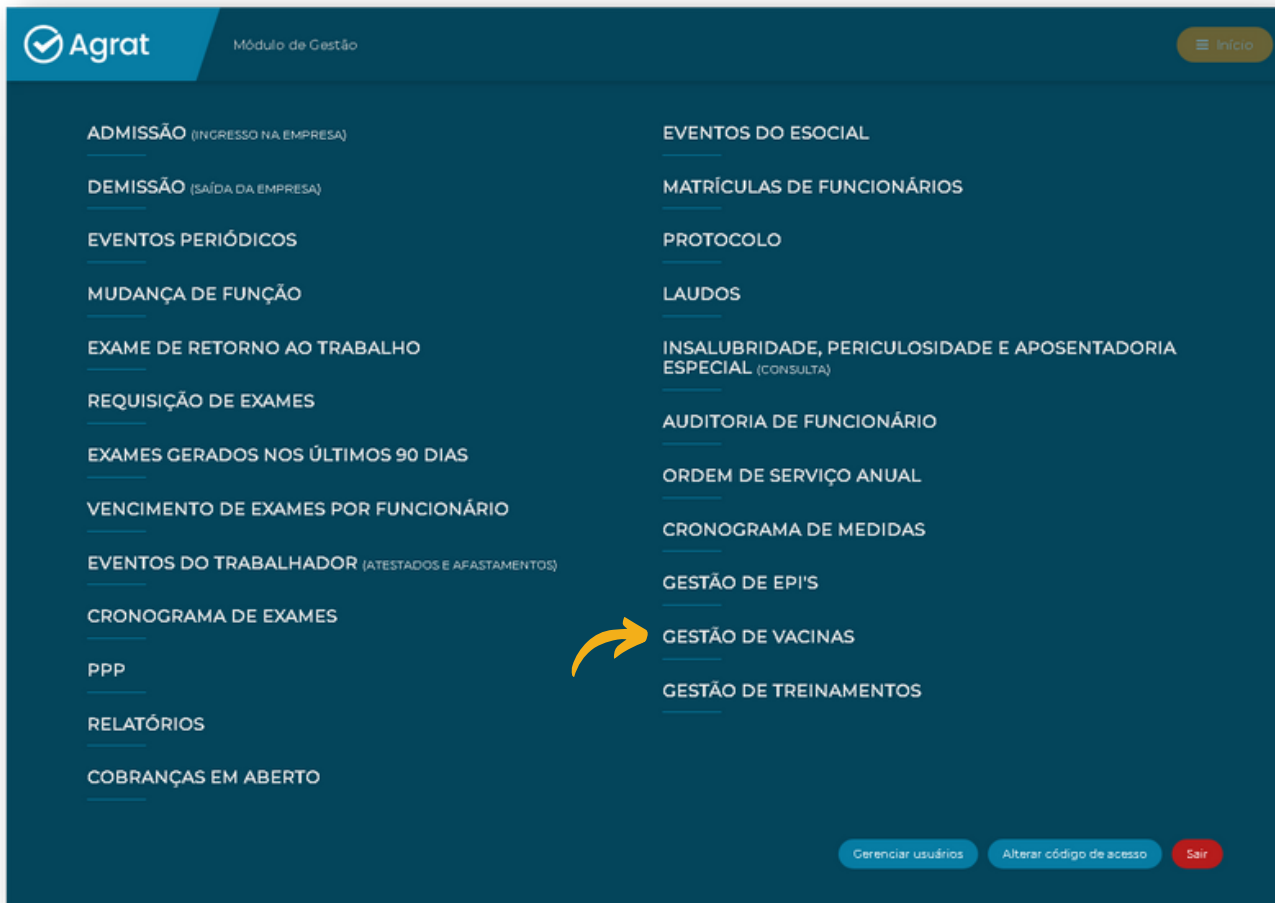 Agrat
Módulo de Gestão
Início
ADMISSÃO (INGRESSO NA EMPRESA)
DEMISSÃO (SAÍDA DA EMPRESA)
EVENTOS PERIÓDICOS
MUDANÇA DE FUNÇÃO
EXAME DE RETORNO AO TRABALHO
REQUISIÇÃO DE EXAMES
EXAMES GERADOS NOS ÚLTIMOS 90 DIAS
VENCIMENTO DE EXAMES POR FUNCIONÁRIO
EVENTOS DO TRABALHADOR (ATESTADOS E AFASTAMENTOS)
CRONOGRAMA DE EXAMES
PPP
RELATÓRIOS
COBRANÇAS EM ABERTO
EVENTOS DO ESOCIAL
MATRÍCULAS DE FUNCIONÁRIOS
PROTOCOLO
LAUDOS
INSALUBRIDADE, PERICULOSIDADE E APOSENTADORIA
ESPECIAL (CONSULTA)
AUDITORIA DE FUNCIONÁRIO
ORDEM DE SERVIÇO ANUAL
CRONOGRAMA DE MEDIDAS
GESTÃO DE EPI'S
GESTÃO DE VACINAS
GESTÃO DE TREINAMENTOS
Gerenciar usuários
Alterar código de acesso
Sair